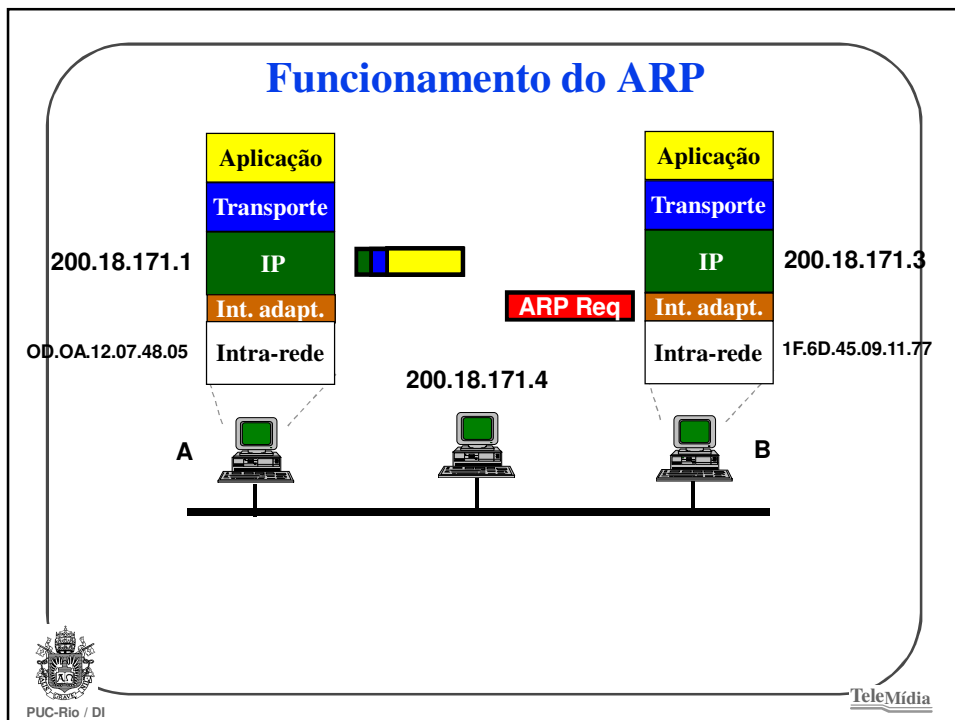 Funcionamento do ARP
Aplicação
Transporte
200.18.171.1
IP
Int. adapt.
OD.OA.12.07.48.05
Intra-rede
ARP Req
Aplicação
Transporte
IP
200.18.171.3
Int. adapt.
Intra-rede
1F.6D.45.09.11.77
200.18.171.4
A
B
PUC-Rio / DI
TeleMídia